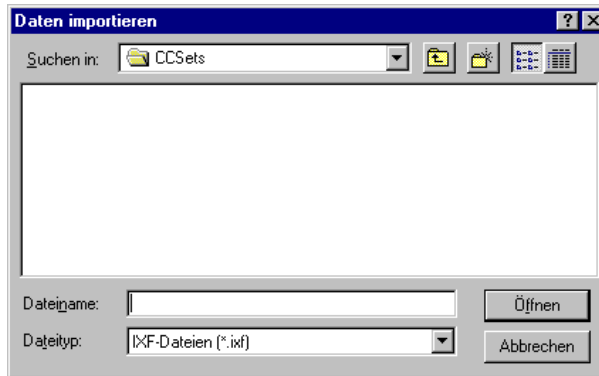 Daten importieren
Suchen in: CCSets
Dateiname:
Öffnen
Dateityp: IXF-Dateien (*.ixf)
Abbrechen